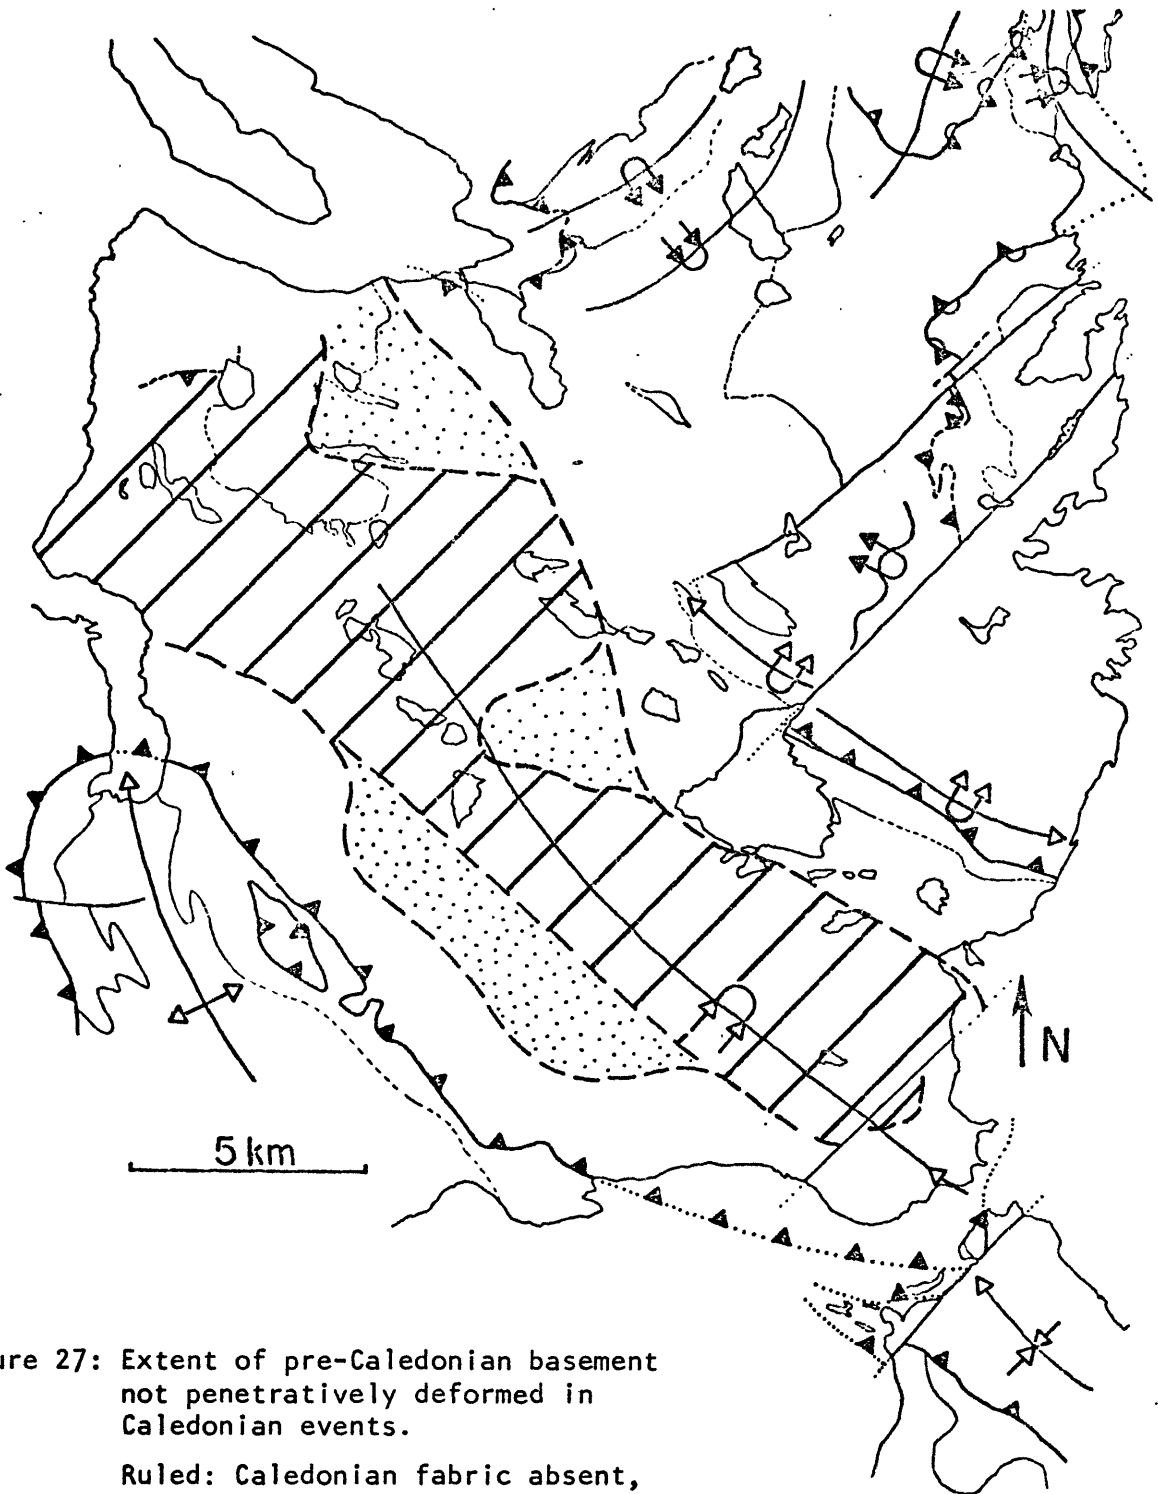 N
5 km
ure 27: Extent of pre-Caledonian basement
not penetratively deformed in
Caledonian events.
Ruled: Caledonian fabric absent,